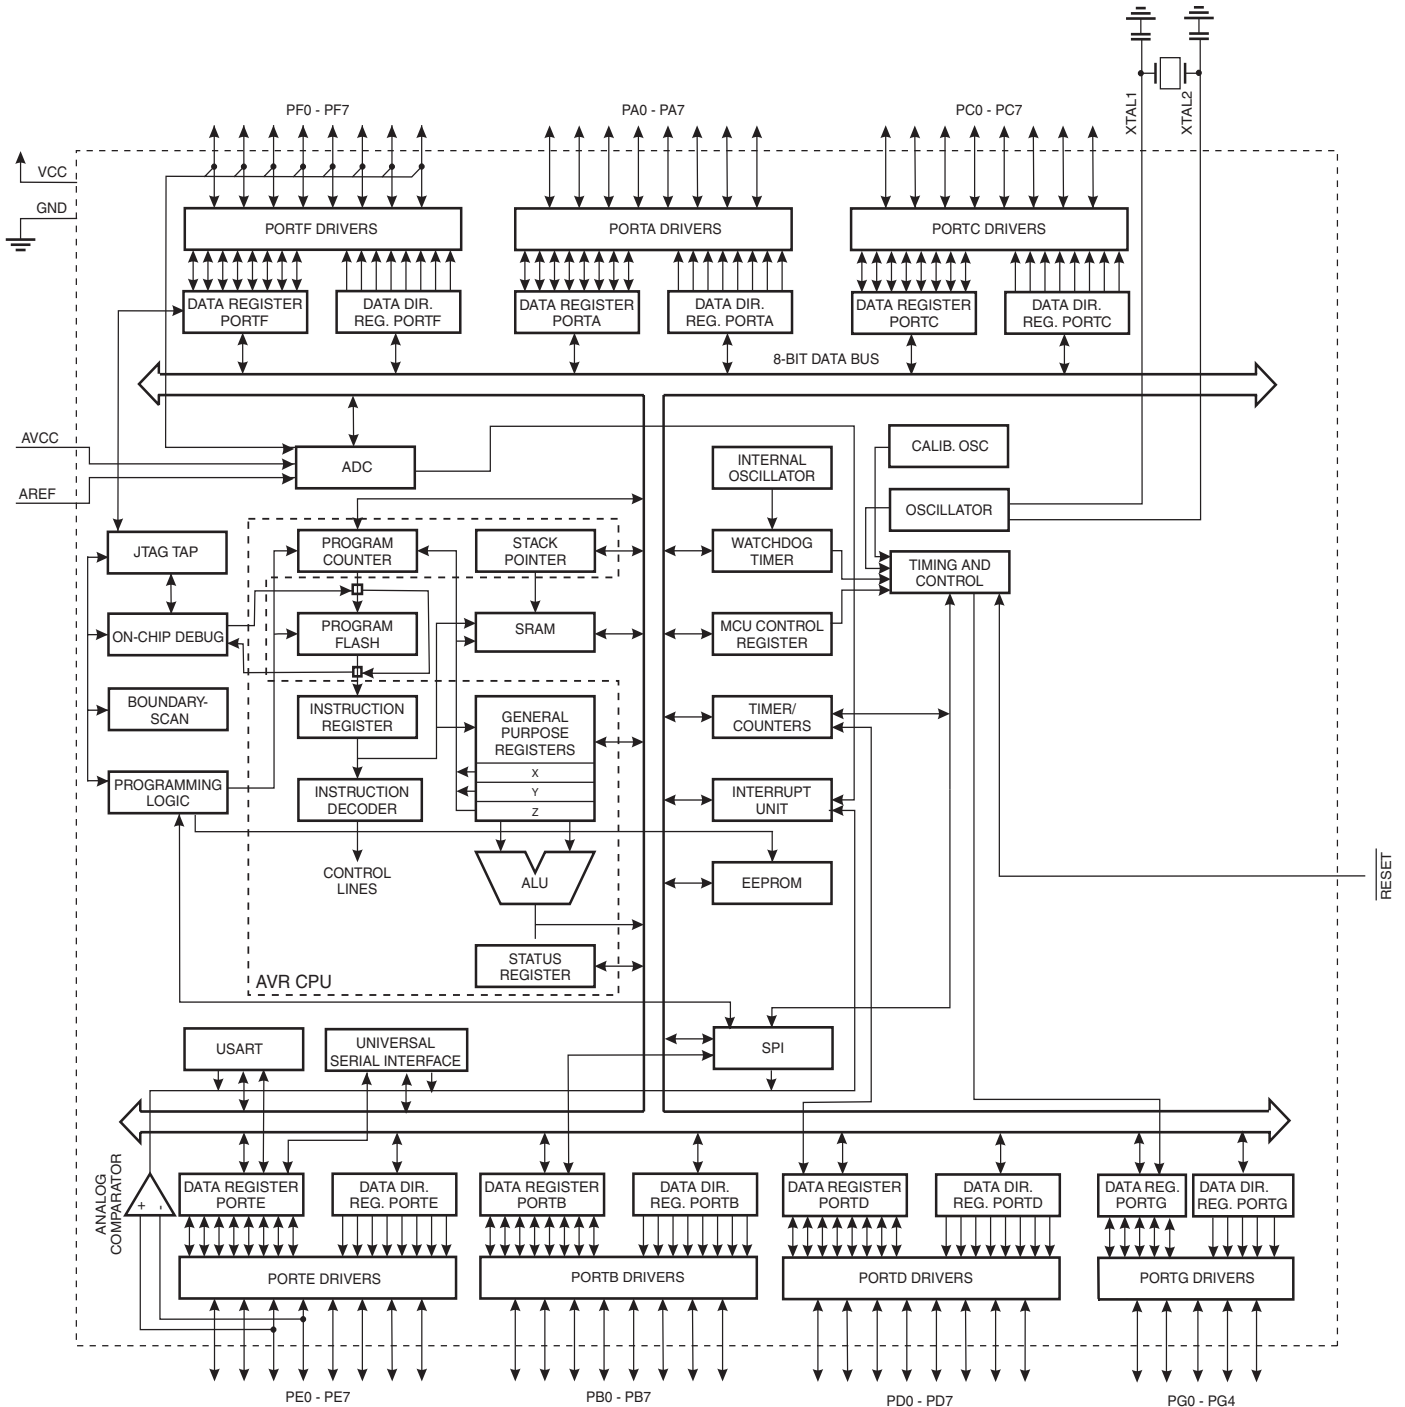 XTAL1
XTAL2
PF0 - PF7
PA0 - PA7
PC0 - PC7
VCC
GND
PORTF DRIVERS
PORTA DRIVERS
PORTC DRIVERS
DATA REGISTER
PORTF
DATA DIR.
REG. PORTF
DATA REGISTER
PORTA
DATA DIR.
REG. PORTA
DATA REGISTER
PORTC
DATA DIR.
REG. PORTC
8-BIT DATA BUS
AVCC
AREF
ADC
INTERNAL
OSCILLATOR
CALIB. OSC
OSCILLATOR
JTAG TAP
PROGRAM
COUNTER
STACK
POINTER
WATCHDOG
TIMER
TIMING AND
CONTROL
ON-CHIP DEBUG
PROGRAM
FLASH
SRAM
MCU CONTROL
REGISTER
BOUNDARY-
SCAN
INSTRUCTION
REGISTER
GENERAL
PURPOSE
REGISTERS
X
Y
Z
TIMER/
COUNTERS
PROGRAMMING
LOGIC
INSTRUCTION
DECODER
INTERRUPT
UNIT
CONTROL
LINES
ALU
EEPROM
RESET
STATUS
REGISTER
AVR CPU
USART
UNIVERSAL
SERIAL INTERFACE
SPI
ANALOG
COMPARATOR
+
-
DATA REGISTER
PORTE
DATA DIR.
REG. PORTE
DATA REGISTER
PORTB
DATA DIR.
REG. PORTB
DATA REGISTER
PORTD
DATA DIR.
REG. PORTD
DATA REG.
PORTG
DATA DIR.
REG. PORTG
PORTE DRIVERS
PORTB DRIVERS
PORTD DRIVERS
PORTG DRIVERS
PE0 - PE7
PB0 - PB7
PD0 - PD7
PG0 - PG4